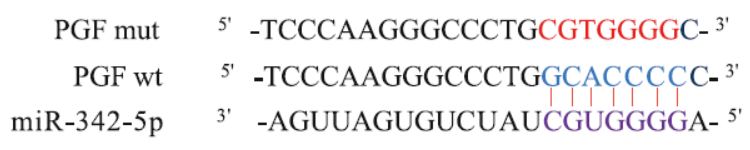 PGF mut 5' -TCCCAAGGGCCCTGCGTGGGGC- 3'
PGF wt 5' -TCCCAAGGGCCCTGGCACCCCC- 3'
miR-342-5p 3' -AGUUAGUGUCUAUCGUGGGGA- 5'